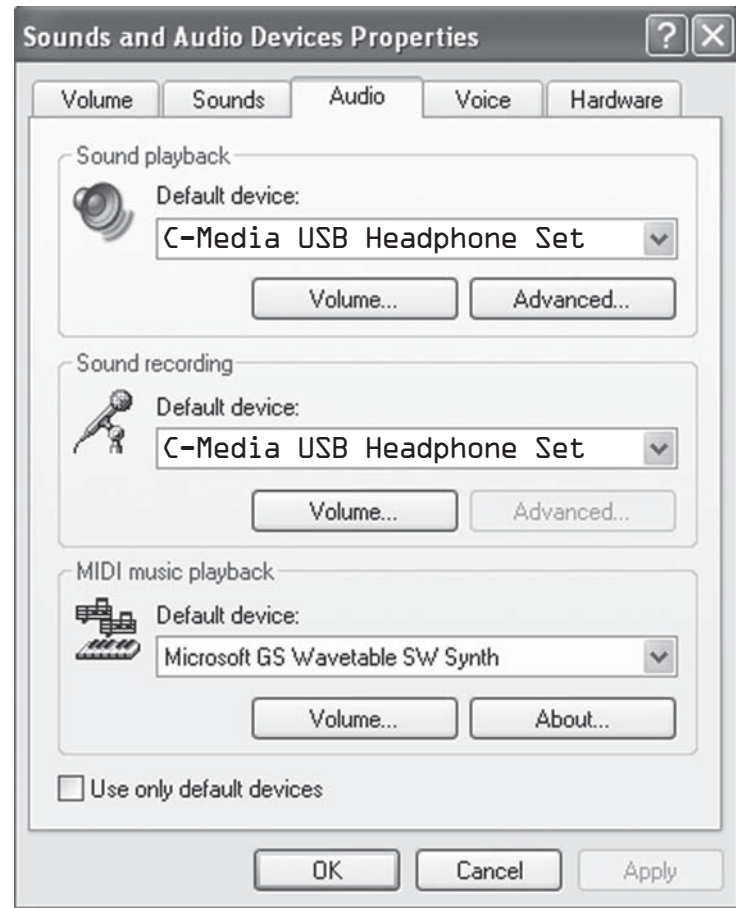 Sounds and Audio Devices Properties ?
Volume Sounds Audio Voice Hardware
Sound playback
Default device:
C-Media USB Headphone Set
Volume... Advanced...
Sound recording
Default device:
C-Media USB Headphone Set
Volume... Advanced...
MIDI music playback
Default device:
Microsoft GS Wavetable SW Synth
Volume... About...
Use only default devices
OK Cancel Apply